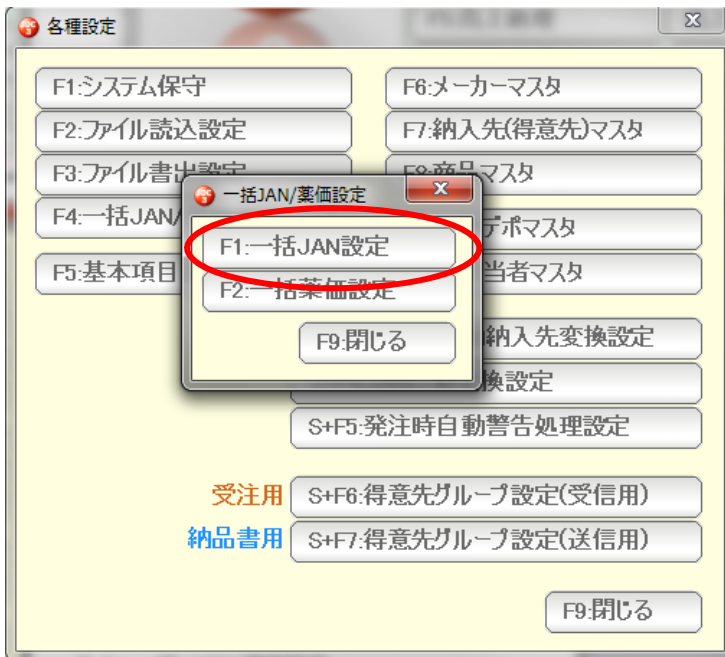 各種設定
F1:システム保守
F6:メーカーマスタ
F2:ファイル読込設定
F7:納入先(得意先)マスタ
F3:ファイル書出設定
F8:商品マスタ
一括JAN/薬価設定
F4:一括JAN/
デポマスタ
F1:一括JAN設定
F5:基本項目
当者マスタ
F2:一括薬価設定
F9:閉じる
納入先変換設定
換設定
S+F5:発注時自動警告処理設定
受注用 S+F6:得意先グループ設定(受信用)
納品書用 S+F7:得意先グループ設定(送信用)
F9:閉じる